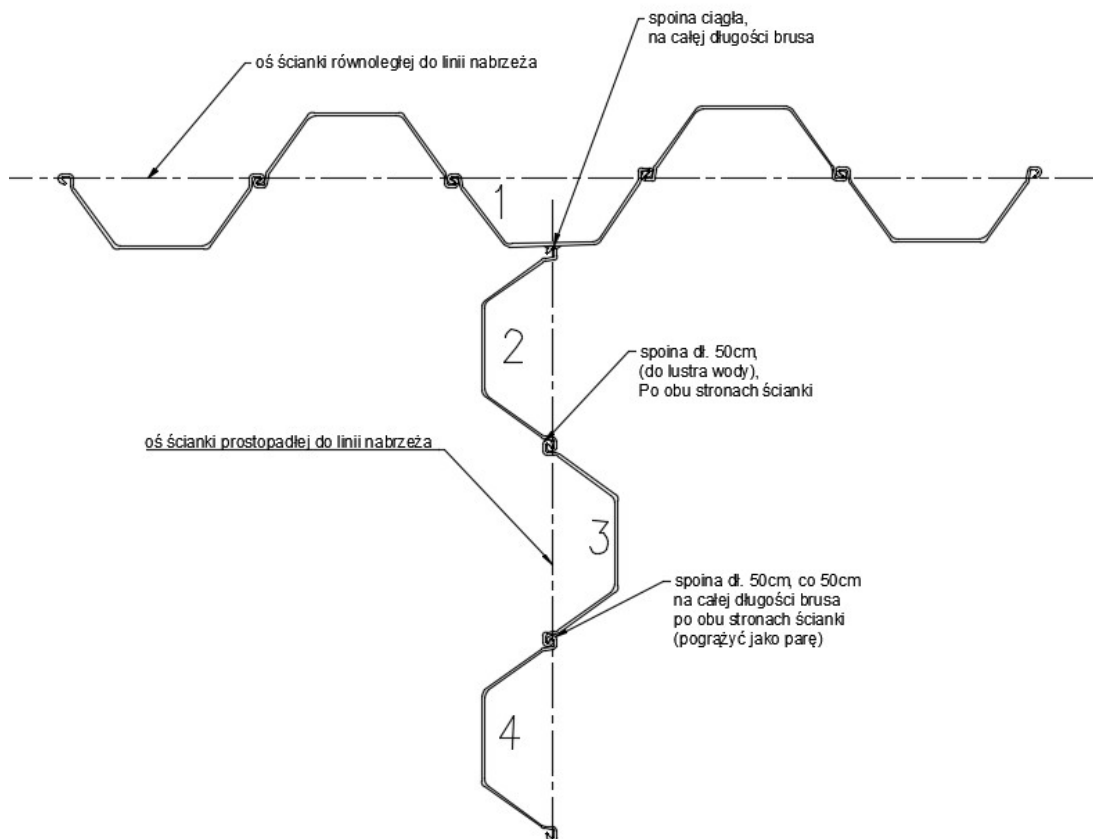 spoina ciągła,
na całej długości brusa
oś ścianki równoległej do linii nabrzeża
1
2
spoina dł. 50cm,
(do lustra wody),
Po obu stronach ścianki
oś ścianki prostopadłej do linii nabrzeża
3
spoina dł. 50cm, co 50cm
na całej długości brusa
po obu stronach ścianki
(pogrążyć jako parę)
4